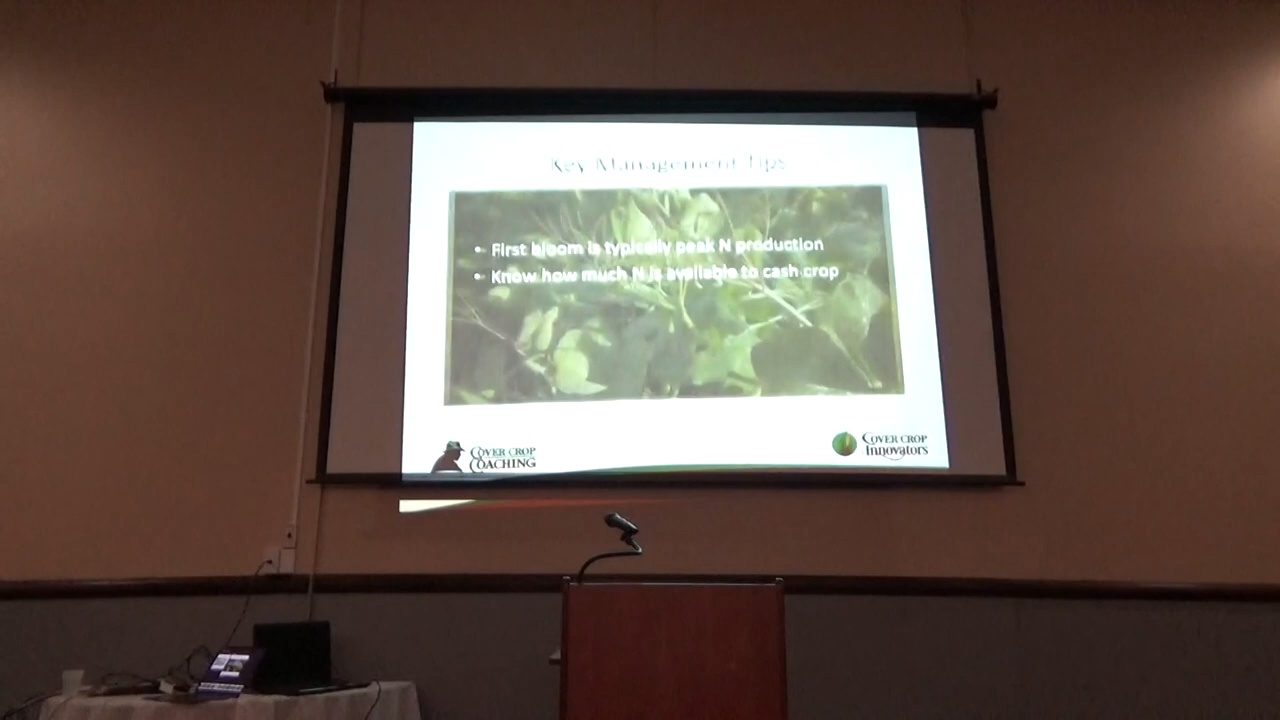 Key Management Tips
• First bloom is typically peak N production
• Know how much N is available to cash crop
COVER CROP
COACHING
COVER CROP
INNOVATORS